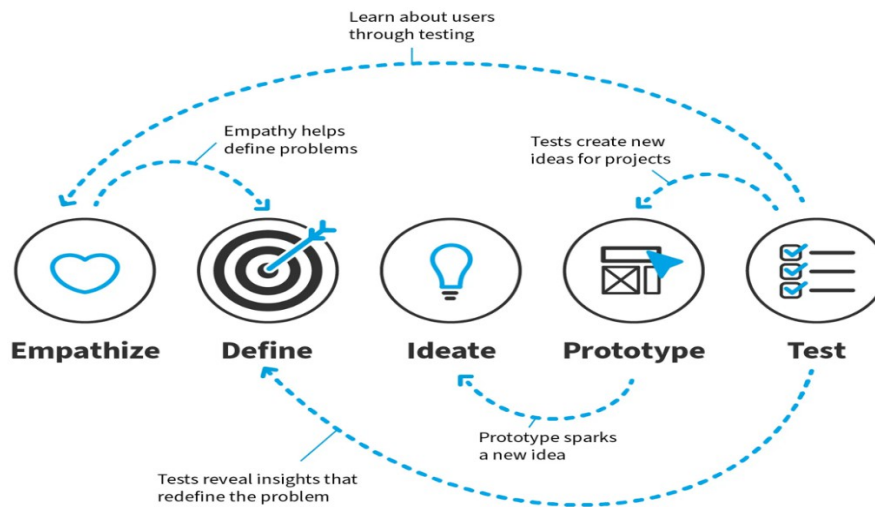 Learn about users
through testing
Empathy helps
define problems
Tests create new
ideas for projects
Empathize
Define
Ideate
Prototype
Test
Prototype sparks
a new idea
Tests reveal insights that
redefine the problem